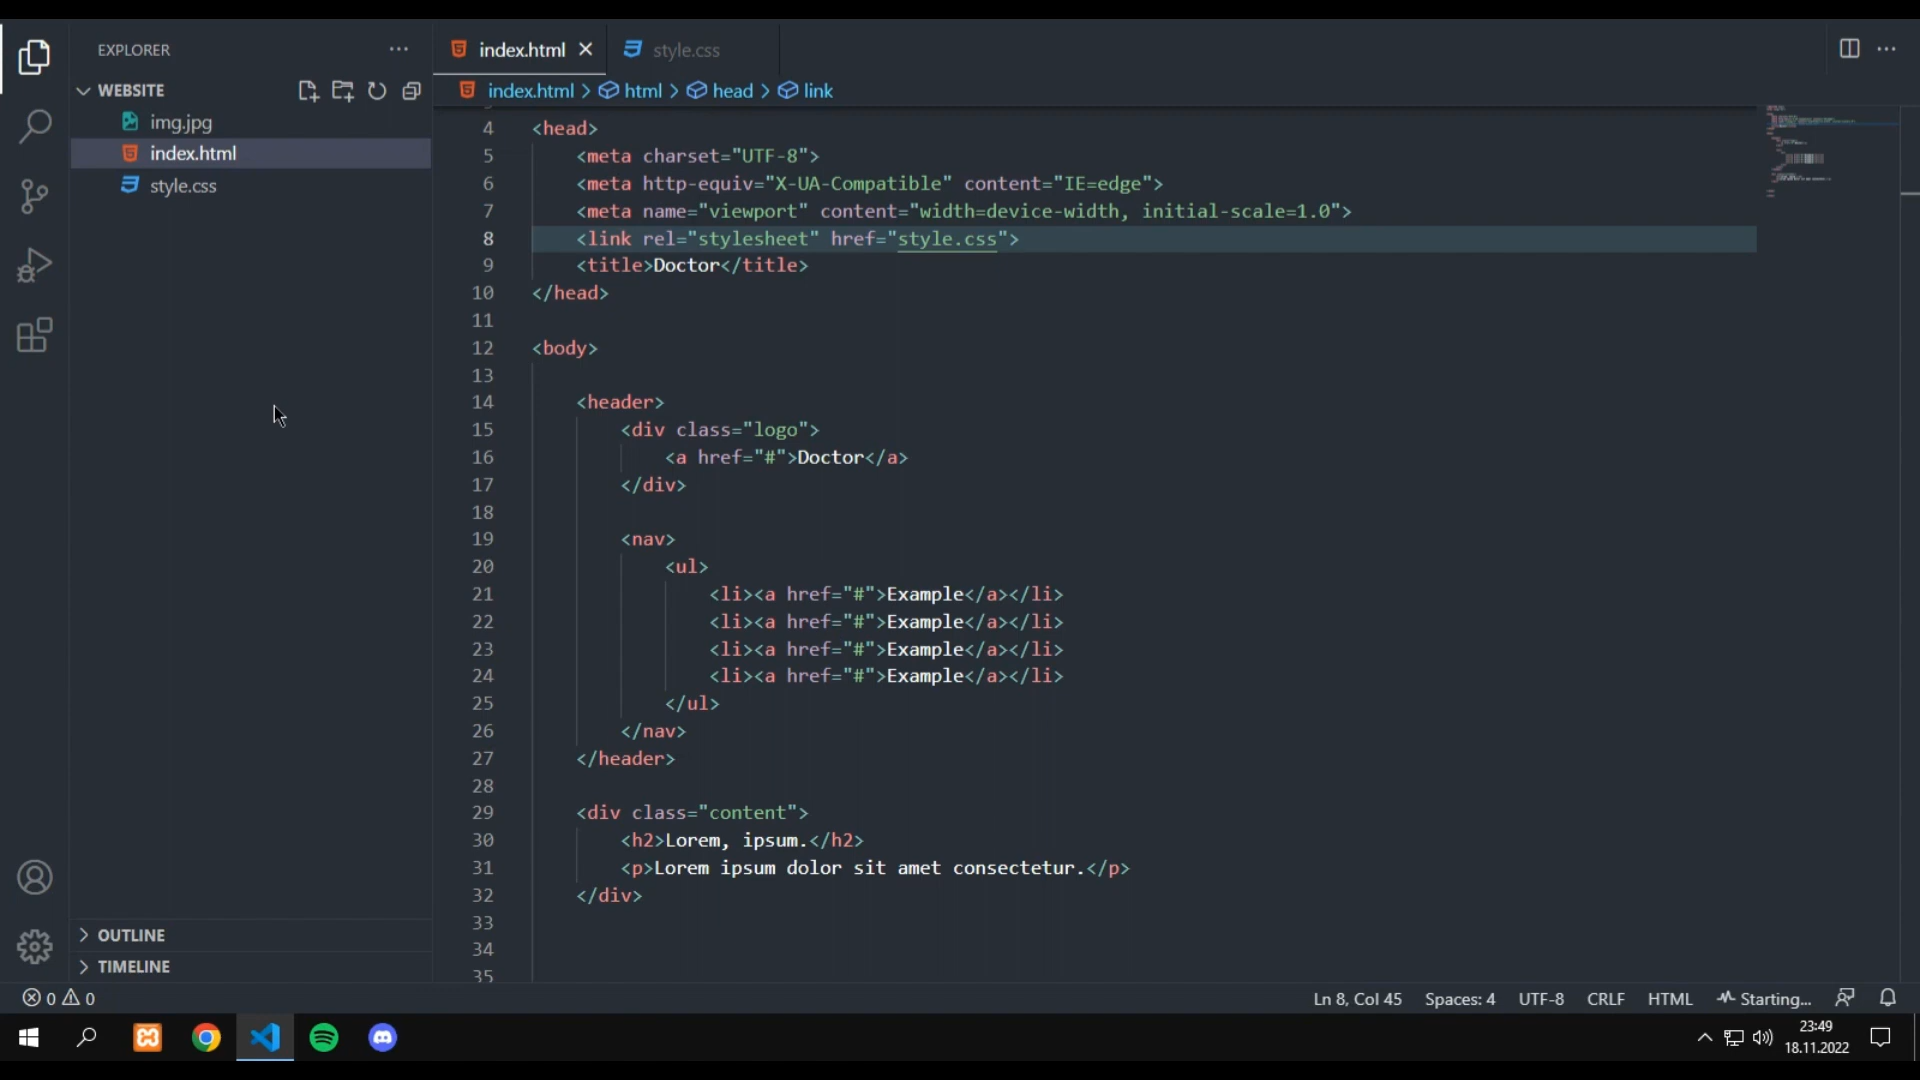 EXPLORER
WEBSITE
img.jpg
index.html
style.css
OUTLINE
TIMELINE
index.html style.css
index.html > html > head > link
4 <head>
5 <meta charset="UTF-8">
6 <meta http-equiv="X-UA-Compatible" content="IE=edge">
7 <meta name="viewport" content="width=device-width, initial-scale=1.0">
8 <link rel="stylesheet" href="style.css">
9 <title>Doctor</title>
10 </head>
11
12 <body>
13
14 <header>
15 <div class="logo">
16 <a href="#">Doctor</a>
17 </div>
18
19 <nav>
20 <ul>
21 <li><a href="#">Example</a></li>
22 <li><a href="#">Example</a></li>
23 <li><a href="#">Example</a></li>
24 <li><a href="#">Example</a></li>
25 </ul>
26 </nav>
27 </header>
28
29 <div class="content">
30 <h2>Lorem, ipsum.</h2>
31 <p>Lorem ipsum dolor sit amet consectetur.</p>
32 </div>
33
34
35
0 0 Ln 8, Col 45 Spaces: 4 UTF-8 CRLF HTML Starting...
23:49
18.11.2022